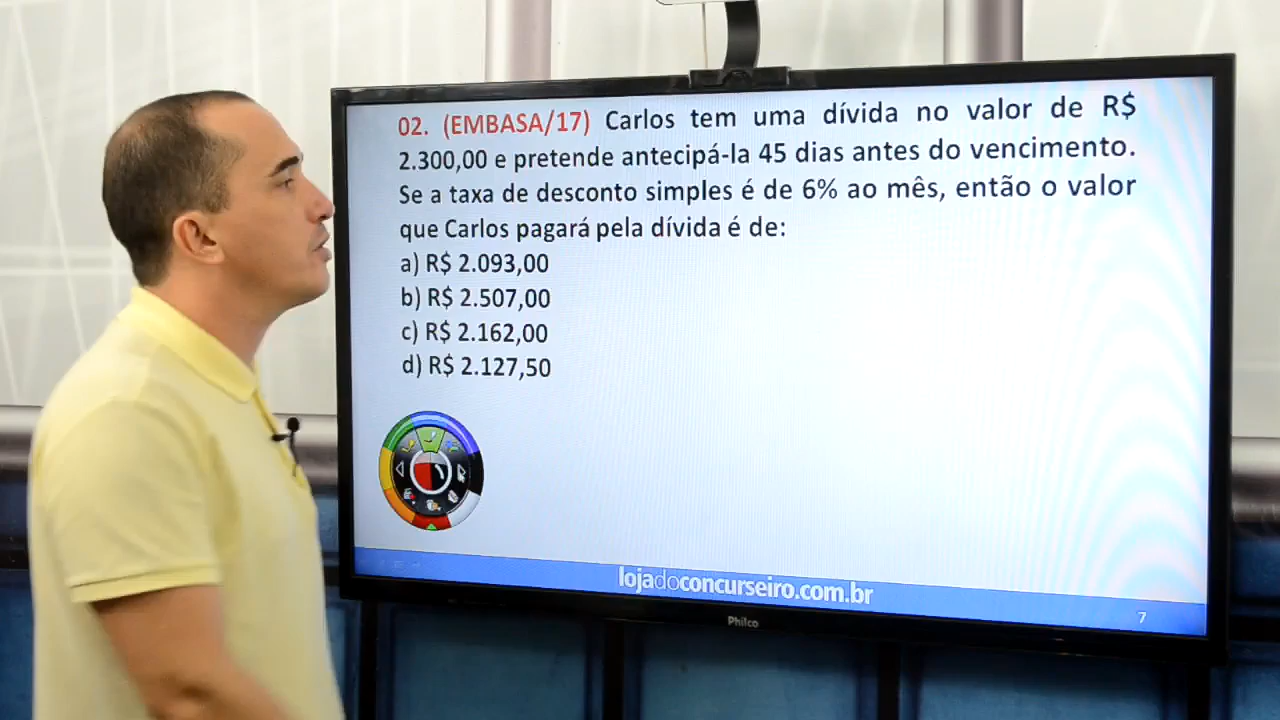 02. (EMBASA/17) Carlos tem uma dívida no valor de R$
2.300,00 e pretende antecipá-la 45 dias antes do vencimento.
Se a taxa de desconto simples é de 6% ao mês, então o valor
que Carlos pagará pela dívida é de:
a) R$ 2.093,00
b) R$ 2.507,00
c) R$ 2.162,00
d) R$ 2.127,50
lojadoconcurseiro.com.br
7
Philco